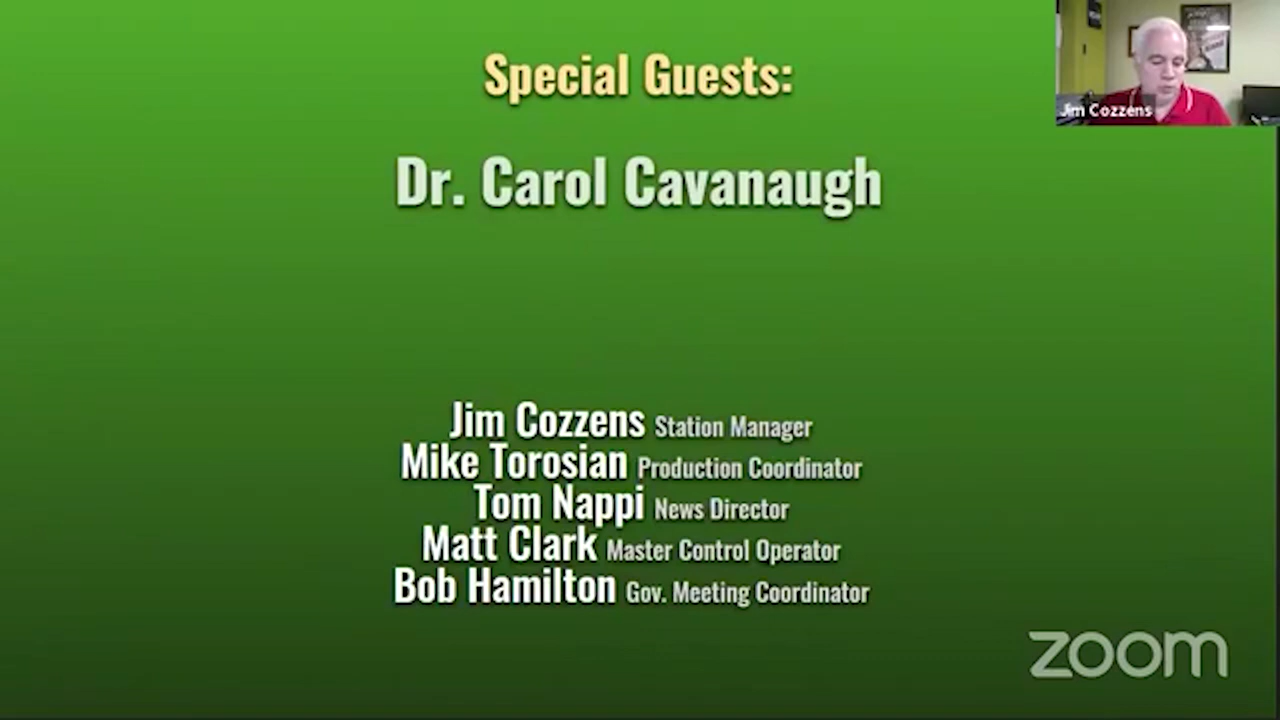 Special Guests:
Jim Cozzens
Dr. Carol Cavanaugh
Jim Cozzens Station Manager
Mike Torosian Production Coordinator
Tom Nappi News Director
Matt Clark Master Control Operator
Bob Hamilton Gov. Meeting Coordinator
zoom